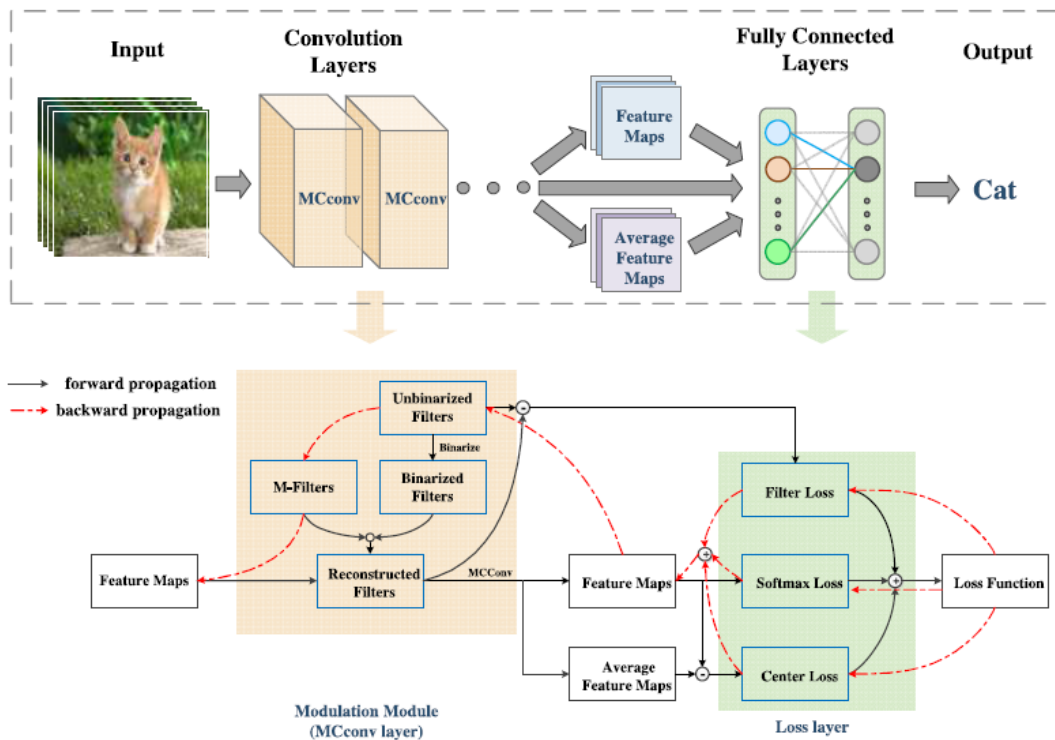 Input
Convolution
Layers
Fully Connected
Layers
Output
Feature
Maps
MCconv
MCconv
Cat
Average
Feature
Maps
forward propagation
backward propagation
Unbinarized
Filters
-
Binarize
M-Filters
Binarized
Filters
Filter Loss
Feature Maps
Reconstructed
Filters
MCConv
Feature Maps
+
Softmax Loss
+
Loss Function
Average
Feature Maps
-
Center Loss
Modulation Module
(MCconv layer)
Loss layer